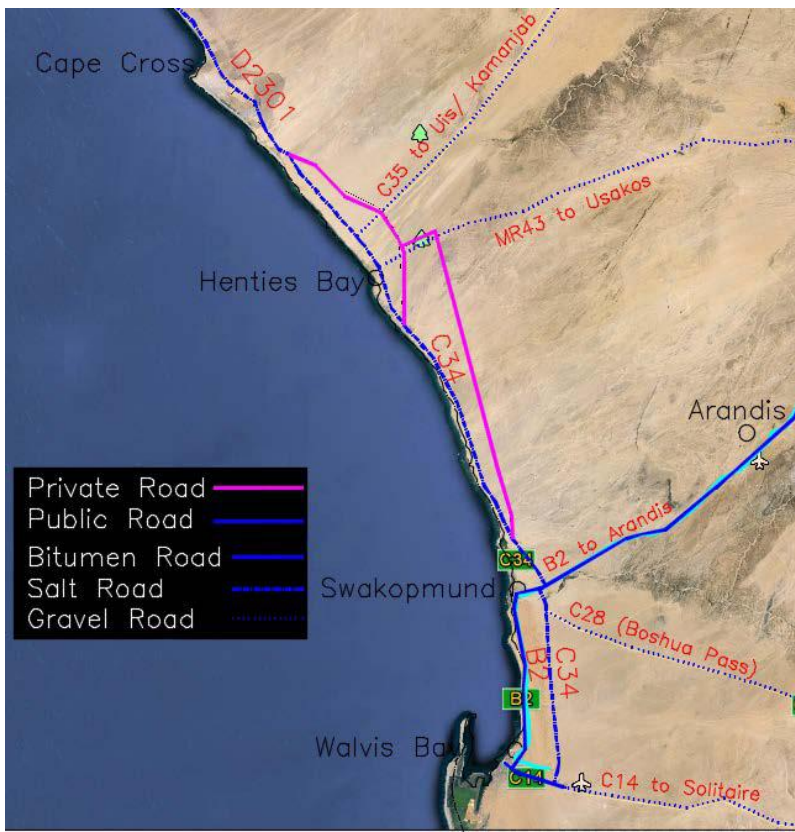 Cape Cross
D2301
C35 to Uis/ Kamanjab
MR43 to Usakos
Henties Bay
C34
Arandis
Private Road
Public Road
Bitumen Road
Salt Road
Gravel Road
B2 to Arandis
C34
Swakopmund
C28 (Boshua Pass)
B2
C34
B2
Walvis Bay
C14
C14 to Solitaire